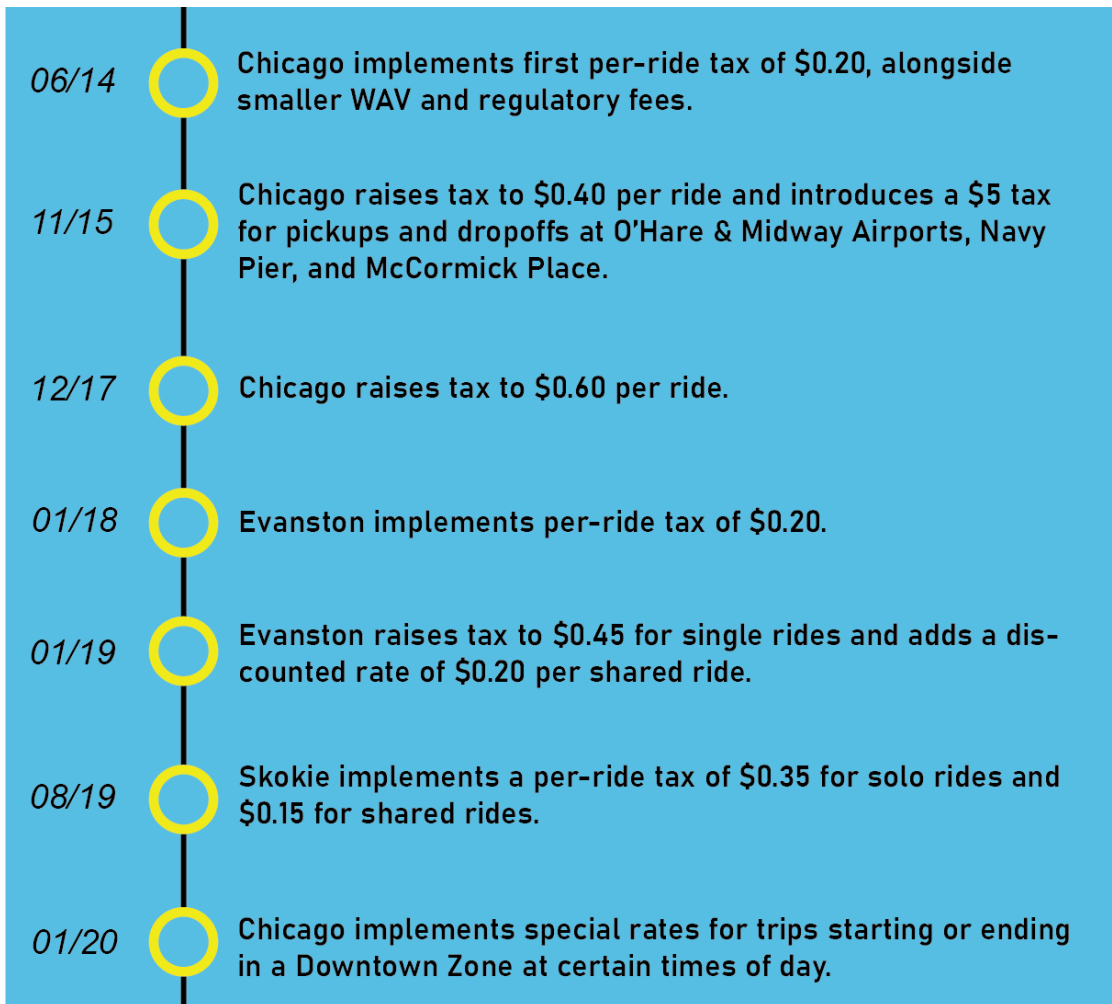 06/14
Chicago implements first per-ride tax of $0.20, alongside
smaller WAV and regulatory fees.
11/15
Chicago raises tax to $0.40 per ride and introduces a $5 tax
for pickups and dropoffs at O'Hare & Midway Airports, Navy
Pier, and McCormick Place.
12/17
Chicago raises tax to $0.60 per ride.
01/18
Evanston implements per-ride tax of $0.20.
01/19
Evanston raises tax to $0.45 for single rides and adds a dis-
counted rate of $0.20 per shared ride.
08/19
Skokie implements a per-ride tax of $0.35 for solo rides and
$0.15 for shared rides.
01/20
Chicago implements special rates for trips starting or ending
in a Downtown Zone at certain times of day.